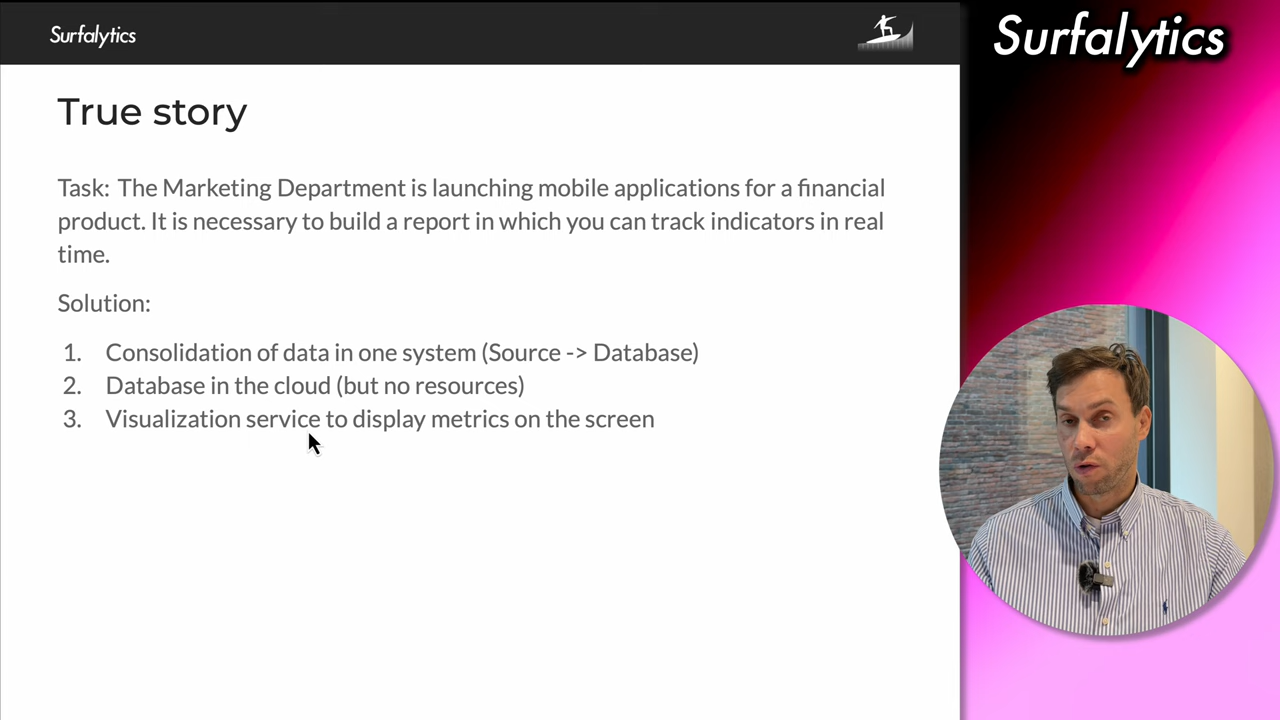 Surfalytics
Surfalytics
True story
Task: The Marketing Department is launching mobile applications for a financial
product. It is necessary to build a report in which you can track indicators in real
time.
Solution:
1. Consolidation of data in one system (Source -> Database)
2. Database in the cloud (but no resources)
3. Visualization service to display metrics on the screen